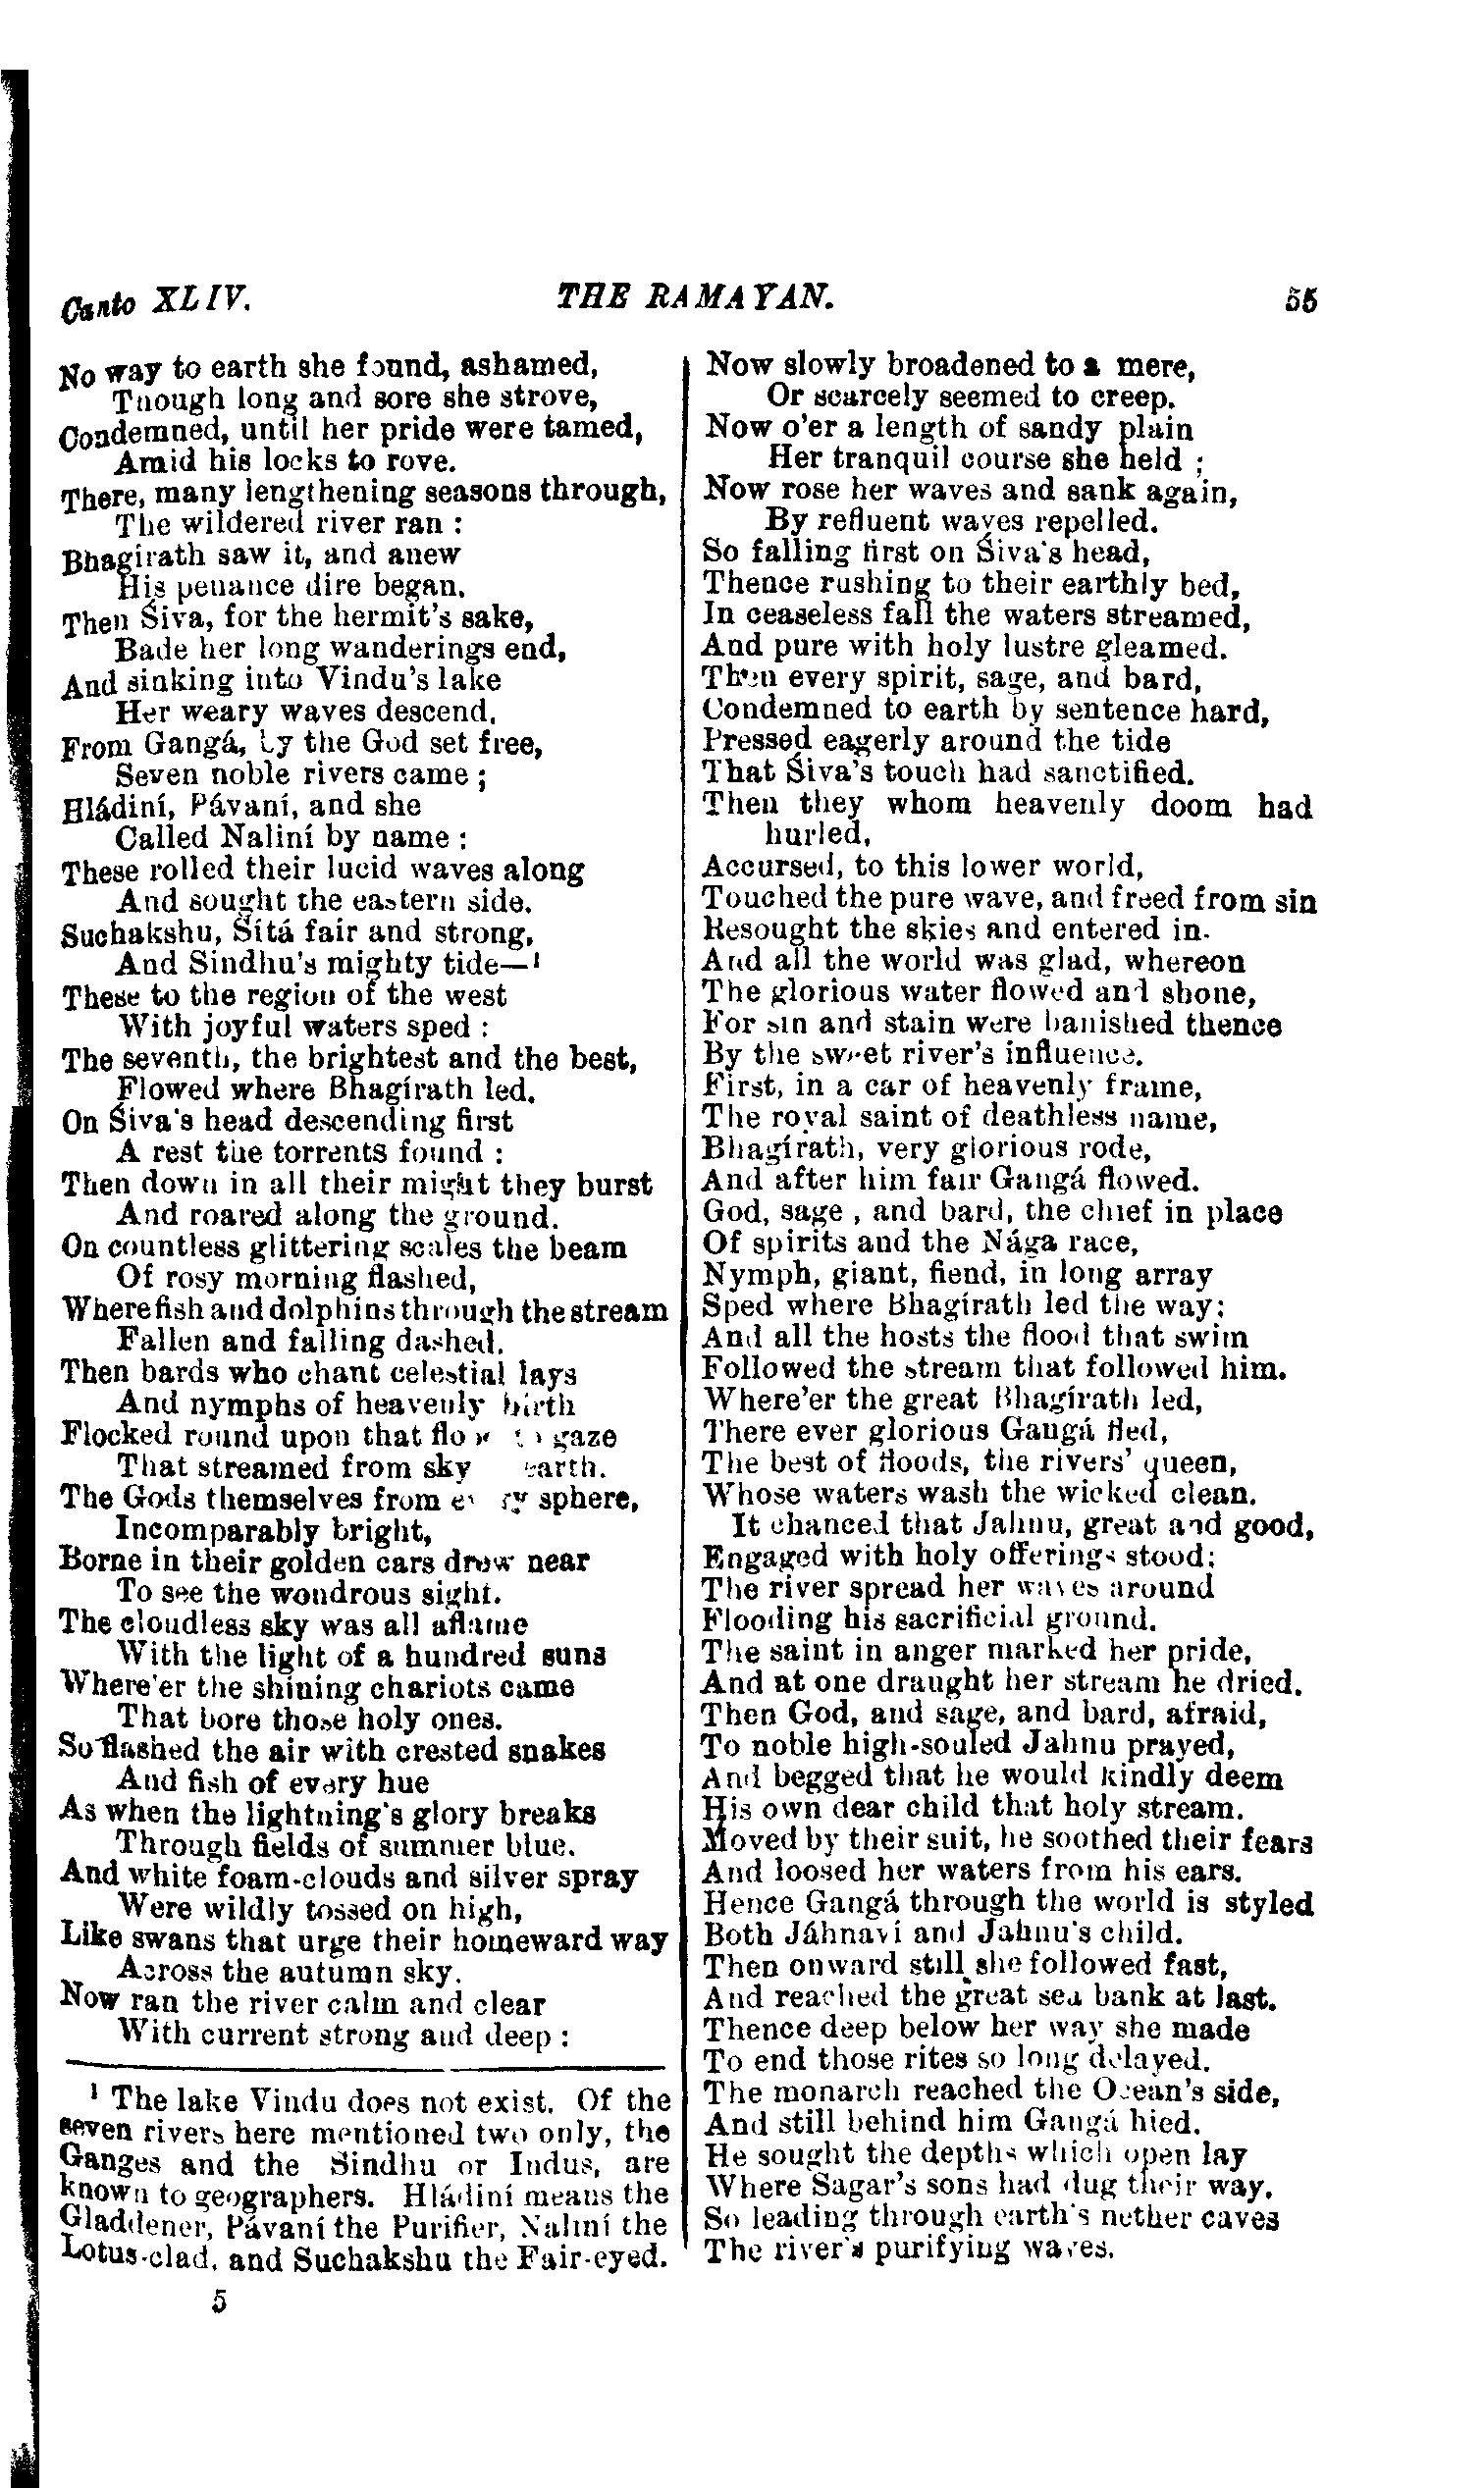 Canto XLIV.
THE RAMAYAN.
55
No way to earth she found, ashamed,
Though long and sore she strove,
Condemned, until her pride were tamed,
Amid his locks to rove.
There, many lengthening seasons through,
The wildered river ran :
Bhagirath saw it, and anew
His penance dire began.
Then Śiva, for the hermit's sake,
Bade her long wanderings end,
And sinking into Vindu's lake
Her weary waves descend.
From Gangá, by the God set free,
Seven noble rivers came ;
Hládiní, Pávaní, and she
Called Naliní by name :
These rolled their lucid waves along
And sought the eastern side.
Suchakshu, Sítá fair and strong,
And Sindhu's mighty tide—¹
These to the region of the west
With joyful waters sped :
The seventh, the brightest and the best,
Flowed where Bhagírath led.
On Śiva's head descending first
A rest the torrents found :
Then down in all their might they burst
And roared along the ground.
On countless glittering scales the beam
Of rosy morning flashed,
Where fish and dolphins through the stream
Fallen and falling dashed.
Then bards who chant celestial lays
And nymphs of heavenly birth
Flocked round upon that flow to gaze
That streamed from sky earth.
The Gods themselves from every sphere,
Incomparably bright,
Borne in their golden cars drew near
To see the wondrous sight.
The cloudless sky was all aflame
With the light of a hundred suns
Where'er the shining chariots came
That bore those holy ones.
So flashed the air with crested snakes
And fish of every hue
As when the lightning's glory breaks
Through fields of summer blue.
And white foam-clouds and silver spray
Were wildly tossed on high,
Like swans that urge their homeward way
Across the autumn sky.
Now ran the river calm and clear
With current strong and deep :
¹ The lake Vindu does not exist. Of the
seven rivers here mentioned two only, the
Ganges and the Sindhu or Indus, are
known to geographers. Hládiní means the
Gladdener, Pávaní the Purifier, Naliní the
Lotus-clad, and Suchakshu the Fair-eyed.
5
Now slowly broadened to a mere,
Or scarcely seemed to creep.
Now o'er a length of sandy plain
Her tranquil course she held ;
Now rose her waves and sank again,
By refluent waves repelled.
So falling first on Śiva's head,
Thence rushing to their earthly bed,
In ceaseless fall the waters streamed,
And pure with holy lustre gleamed.
Then every spirit, sage, and bard,
Condemned to earth by sentence hard,
Pressed eagerly around the tide
That Śiva's touch had sanctified.
Then they whom heavenly doom had
hurled,
Accursed, to this lower world,
Touched the pure wave, and freed from sin
Resought the skies and entered in.
And all the world was glad, whereon
The glorious water flowed and shone,
For sin and stain were banished thence
By the sweet river's influence.
First, in a car of heavenly frame,
The royal saint of deathless name,
Bhagírath, very glorious rode,
And after him fair Gangá flowed.
God, sage , and bard, the chief in place
Of spirits and the Nága race,
Nymph, giant, fiend, in long array
Sped where Bhagírath led the way;
And all the hosts the flood that swim
Followed the stream that followed him.
Where'er the great Bhagírath led,
There ever glorious Gangá fled,
The best of floods, the rivers' queen,
Whose waters wash the wicked clean.
It chanced that Jahnu, great and good,
Engaged with holy offerings stood;
The river spread her waves around
Flooding his sacrificial ground.
The saint in anger marked her pride,
And at one draught her stream he dried.
Then God, and sage, and bard, afraid,
To noble high-souled Jahnu prayed,
And begged that he would kindly deem
His own dear child that holy stream.
Moved by their suit, he soothed their fears
And loosed her waters from his ears.
Hence Gangá through the world is styled
Both Jáhnaví and Jahnu's child.
Then onward still she followed fast,
And reached the great sea bank at last.
Thence deep below her way she made
To end those rites so long delayed.
The monarch reached the Ocean's side,
And still behind him Gangá hied.
He sought the depths which open lay
Where Sagar's sons had dug their way.
So leading through earth's nether caves
The river's purifying waves,